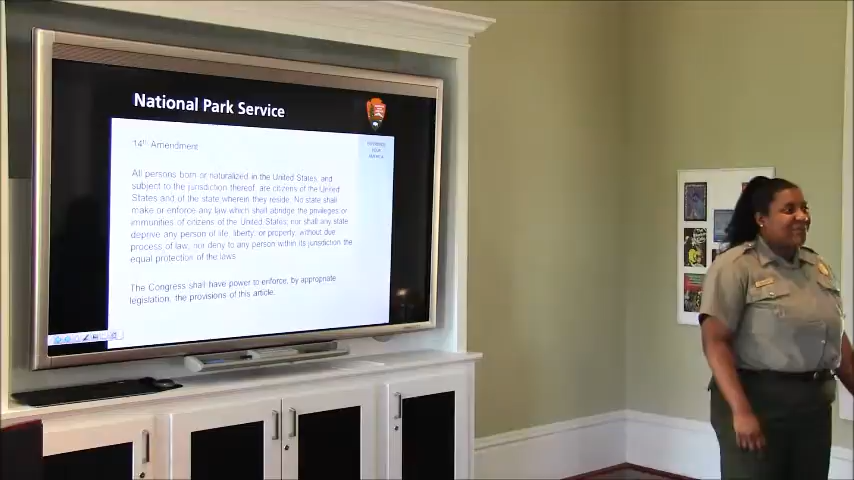 National Park Service
14th Amendment
EXPERIENCE
YOUR
AMERICA
All persons born or naturalized in the United States, and
subject to the jurisdiction thereof, are citizens of the United
States and of the state wherein they reside. No state shall
make or enforce any law which shall abridge the privileges or
immunities of citizens of the United States; nor shall any state
deprive any person of life, liberty, or property, without due
process of law; nor deny to any person within its jurisdiction the
equal protection of the laws.
The Congress shall have power to enforce, by appropriate
legislation, the provisions of this article.